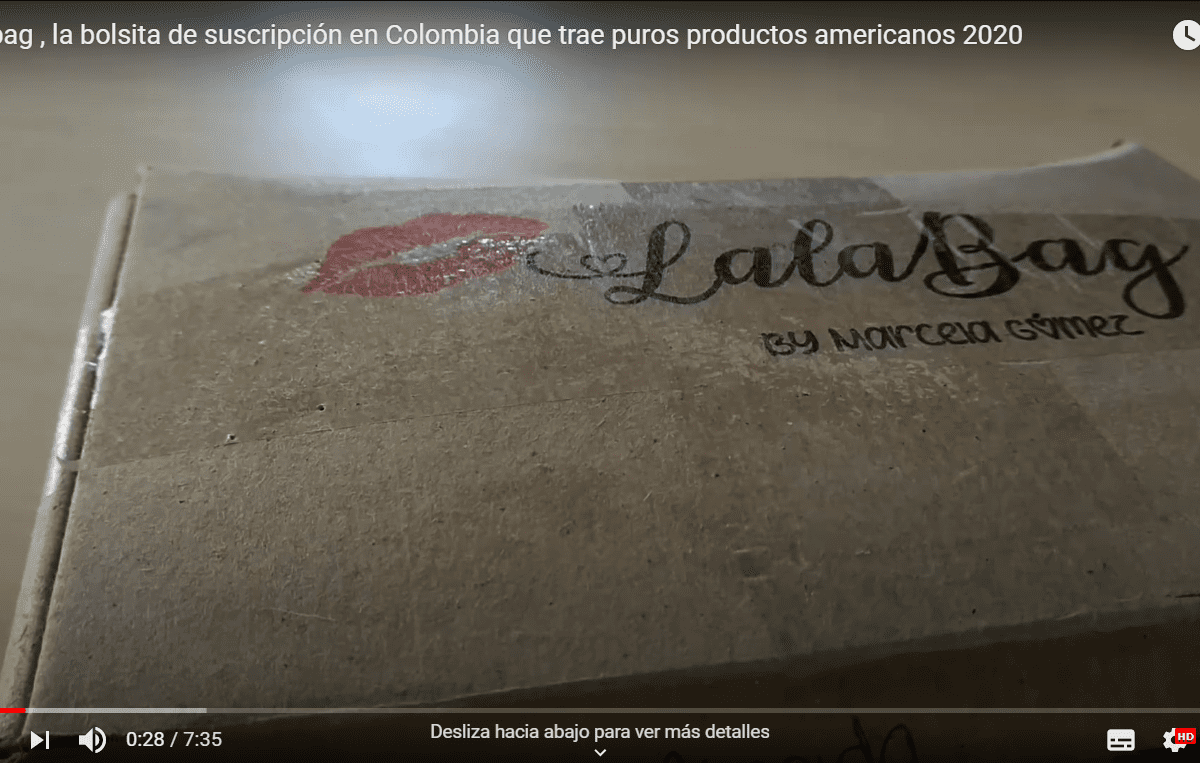 , la bolsita de suscripción en Colombia que trae puros productos americanos 2020
LalaBag
By Marcela Gómez
0:28 / 7:35
Desliza hacia abajo para ver más detalles
HD